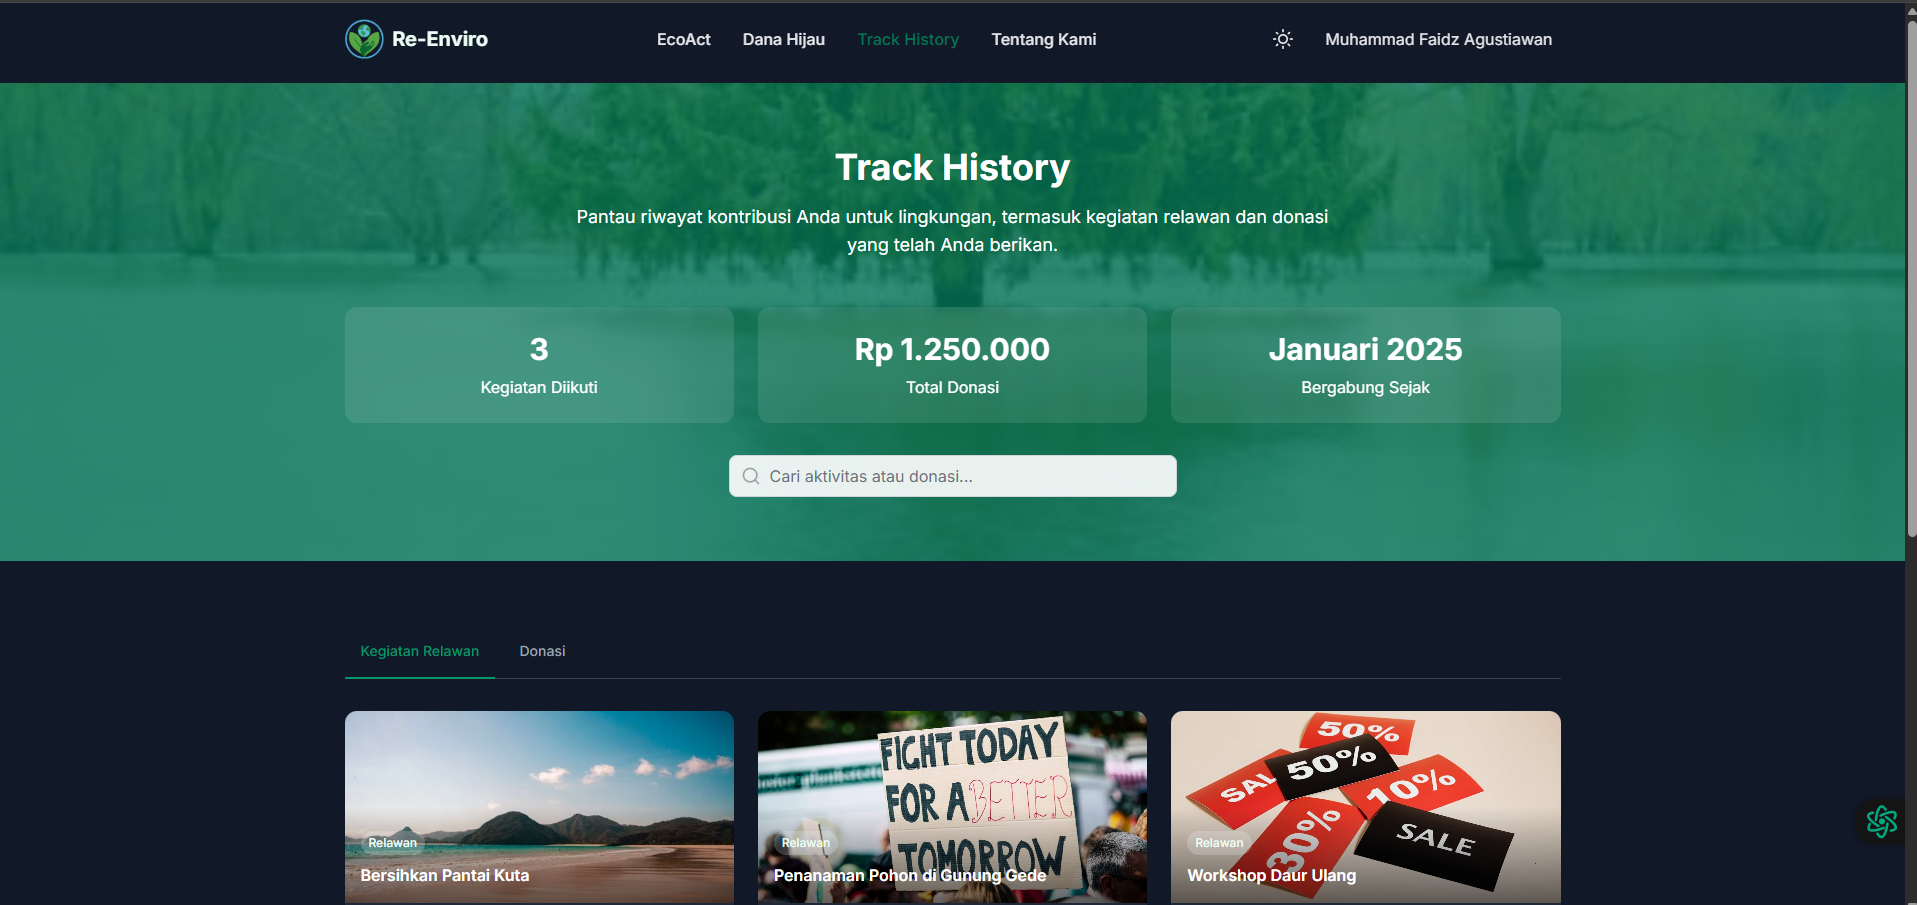 Re-Enviro
EcoAct
Dana Hijau
Track History
Tentang Kami
Muhammad Faidz Agustiawan
Track History
Pantau riwayat kontribusi Anda untuk lingkungan, termasuk kegiatan relawan dan donasi
yang telah Anda berikan.
3
Kegiatan Diikuti
Rp 1.250.000
Total Donasi
Januari 2025
Bergabung Sejak
Cari aktivitas atau donasi...
Kegiatan Relawan
Donasi
Relawan
Bersihkan Pantai Kuta
FIGHT TODAY
FOR A BETTER
TOMORROW
Relawan
Penanaman Pohon di Gunung Gede
50%
50%
SAL
10%
30%
SALE
Relawan
Workshop Daur Ulang